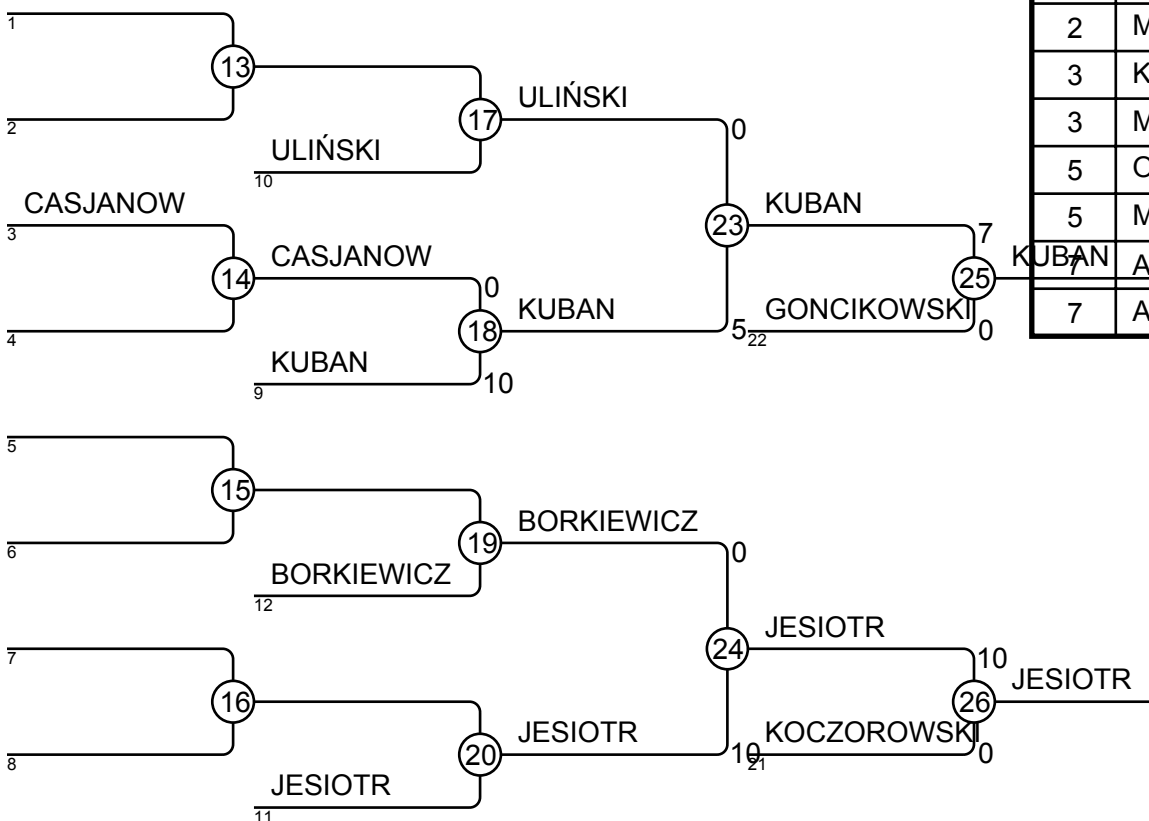 1
13
2
ULIŃSKI
10
17
ULIŃSKI
0
CASJANOW
3
14
4
CASJANOW
0
18
KUBAN
9
10
KUBAN
5
23
KUBAN
7
GONCIKOWSKI
22
0
25
KUBAN
5
15
6
BORKIEWICZ
12
19
BORKIEWICZ
0
7
16
8
JESIOTR
11
20
JESIOTR
10
24
JESIOTR
10
KOCZOROWSKI
21
0
26
JESIOTR
2 M
3 K
3 M
5
5 M
7 A
7 A